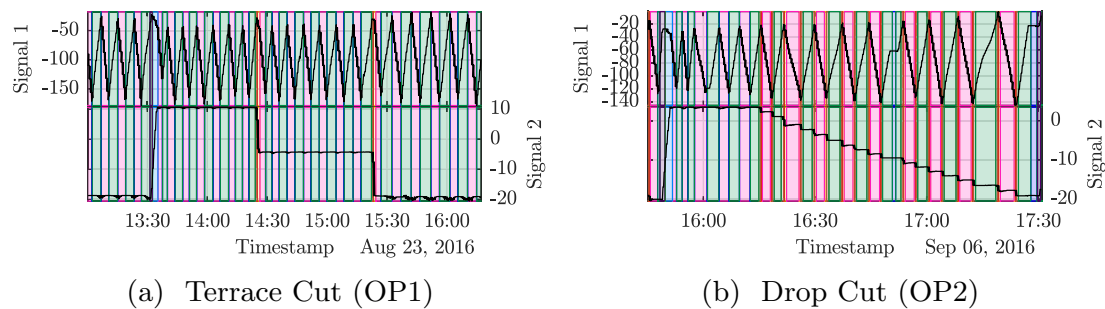 Signal 1
-50
-100
-150
10
0
-10
-20
Signal 2
13:30 14:00 14:30 15:00 15:30 16:00
Timestamp Aug 23, 2016
(a) Terrace Cut (OP1)
Signal 1
-20
-40
-60
-80
-100
-120
-140
0
-10
-20
Signal 2
16:00 16:30 17:00 17:30
Timestamp Sep 06, 2016
(b) Drop Cut (OP2)